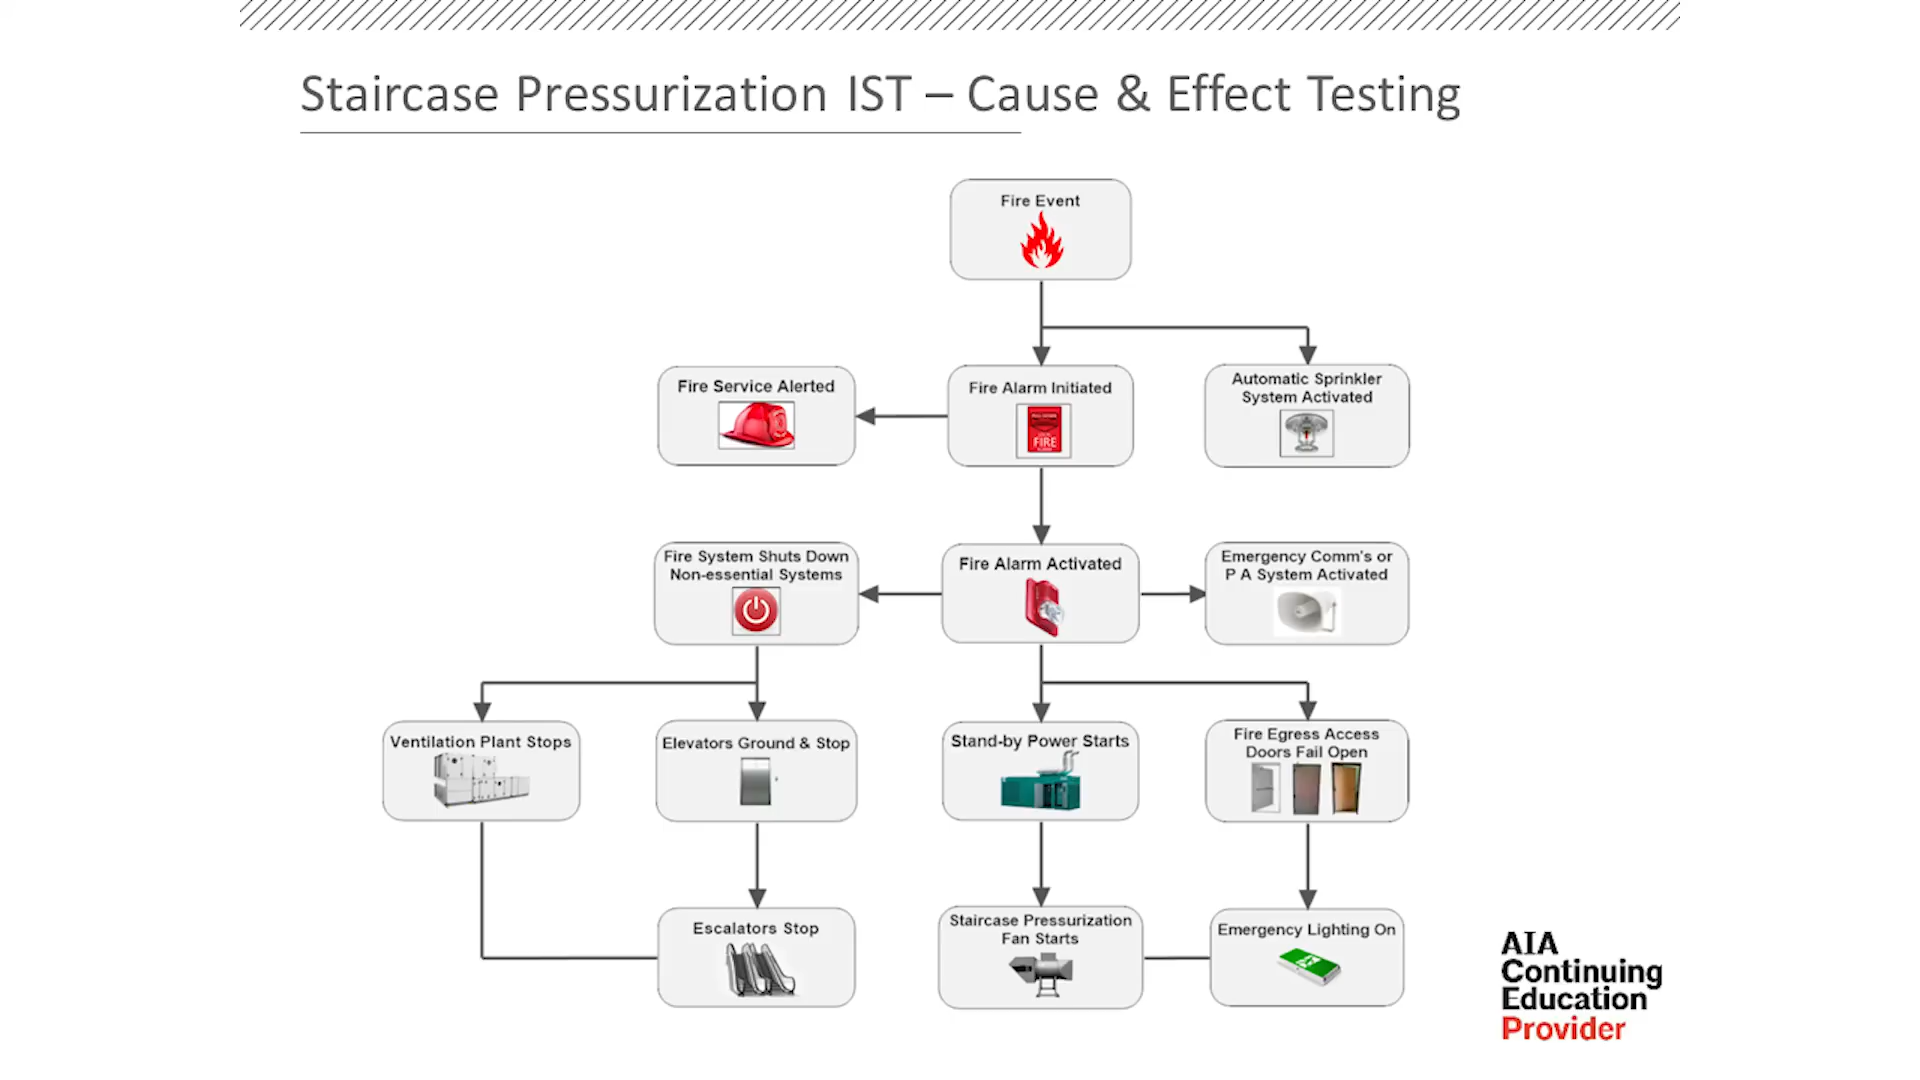 Staircase Pressurization IST – Cause & Effect Testing
Fire Event
Fire Service Alerted
Fire Alarm Initiated
FIRE
Automatic Sprinkler
System Activated
Fire System Shuts Down
Non-essential Systems
Fire Alarm Activated
Emergency Comm's or
P A System Activated
Ventilation Plant Stops
Elevators Ground & Stop
Stand-by Power Starts
Fire Egress Access
Doors Fail Open
Escalators Stop
Staircase Pressurization
Fan Starts
Emergency Lighting On
AIA
Continuing
Education
Provider